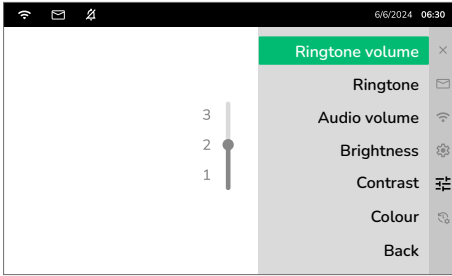 6/6/2024 06:30
Ringtone volume
Ringtone
3
Audio volume
2
Brightness
1
Contrast
Colour
Back